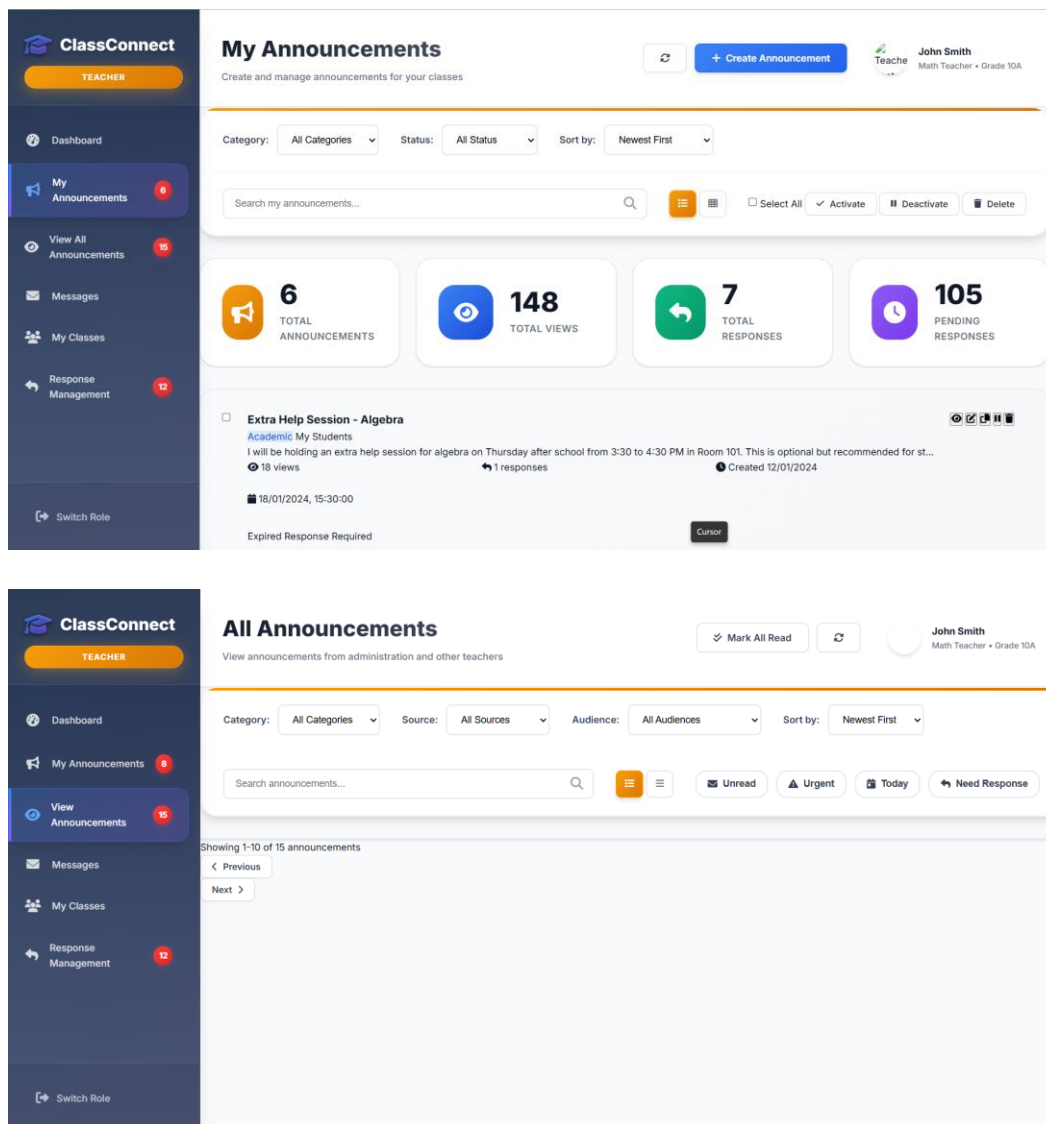 ClassConnect
TEACHER
Dashboard
My
Announcements
6
View All
Announcements
15
Messages
My Classes
Response
Management
12
Switch Role
My Announcements
Create and manage announcements for your classes
+ Create Announcement
Teache
John Smith
Math Teacher • Grade 10A
Category: All Categories Status: All Status Sort by: Newest First
Search my announcements...
Select All Activate Deactivate Delete
6
TOTAL
ANNOUNCEMENTS
148
TOTAL VIEWS
7
TOTAL
RESPONSES
105
PENDING
RESPONSES
Extra Help Session - Algebra
Academic My Students
I will be holding an extra help session for algebra on Thursday after school from 3:30 to 4:30 PM in Room 101. This is optional but recommended for st...
18 views 1 responses Created 12/01/2024
18/01/2024, 15:30:00
Expired Response Required
Cursor
ClassConnect
TEACHER
Dashboard
My Announcements 8
View
Announcements
15
Messages
My Classes
Response
Management
12
Switch Role
All Announcements
View announcements from administration and other teachers
Mark All Read
John Smith
Math Teacher • Grade 10A
Category: All Categories Source: All Sources Audience: All Audiences Sort by: Newest First
Search announcements...
Unread Urgent Today Need Response
Showing 1-10 of 15 announcements
Previous
Next